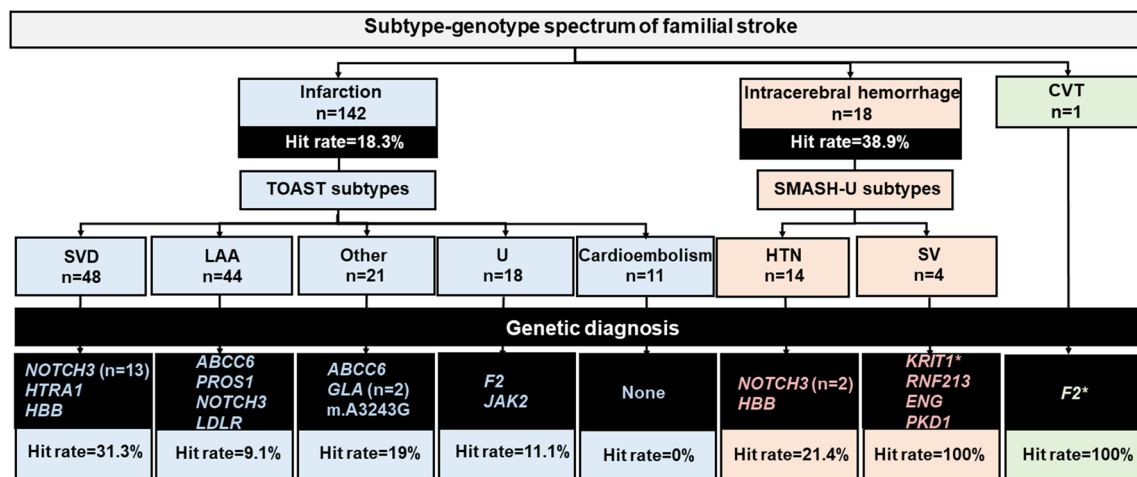 Subtype-genotype spectrum of familial stroke
Infarction
n=142
Hit rate=18.3%
Intracerebral hemorrhage
n=18
Hit rate=38.9%
CVT
n=1
TOAST subtypes
SMASH-U subtypes
SVD
n=48
LAA
n=44
Other
n=21
U
n=18
Cardioembolism
n=11
HTN
n=14
SV
n=4
Genetic diagnosis
NOTCH3 (n=13)
HTRA1
HBB
Hit rate=31.3%
ABCC6
PROS1
NOTCH3
LDLR
Hit rate=9.1%
ABCC6
GLA (n=2)
m.A3243G
Hit rate=19%
F2
JAK2
Hit rate=11.1%
None
Hit rate=0%
NOTCH3 (n=2)
HBB
Hit rate=21.4%
KRIT1*
RNF213
ENG
PKD1
Hit rate=100%
F2*
Hit rate=100%